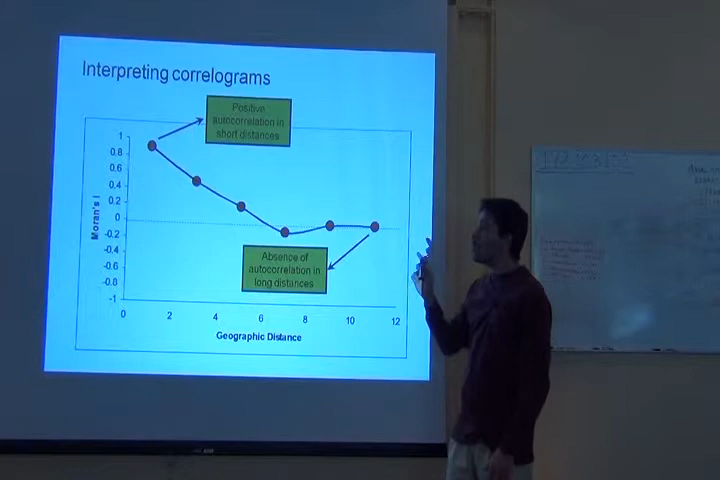 Interpreting correlograms
Positive
autocorrelation in
short distances
1
0.8
0.6
0.4
0.2
0
-0.2
-0.4
-0.6
-0.8
-1
Moran's I
Absence of
autocorrelation in
long distances
0 2 4 6 8 10 12
Geographic Distance